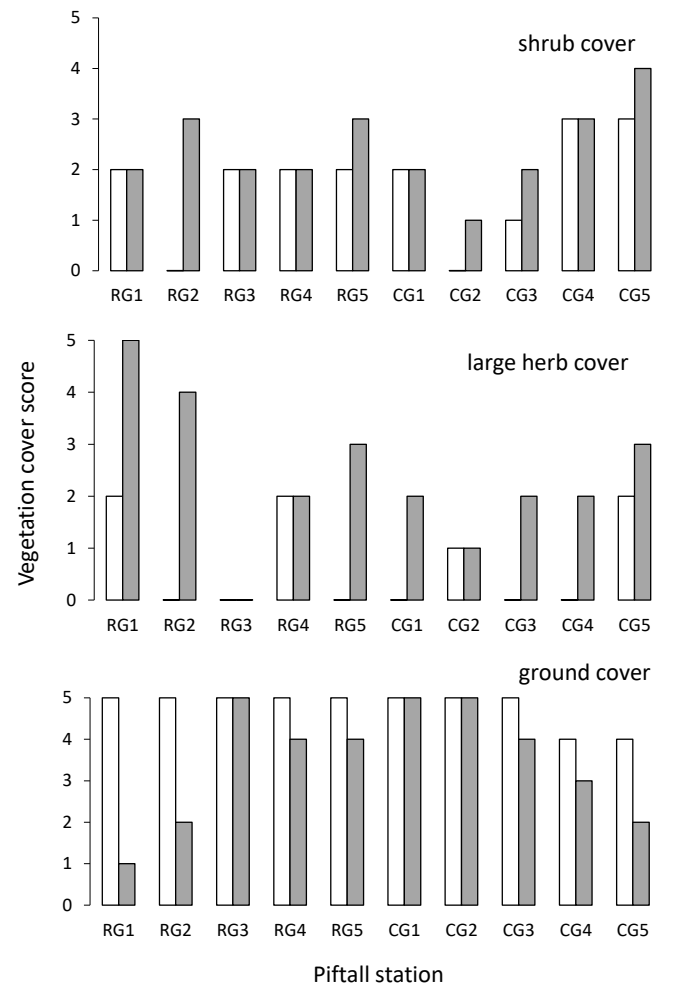 5
shrub cover
4
3
2
1
0
RG1 RG2 RG3 RG4 RG5 CG1 CG2 CG3 CG4 CG5
Vegetation cover score
5
large herb cover
4
3
2
1
0
RG1 RG2 RG3 RG4 RG5 CG1 CG2 CG3 CG4 CG5
ground cover
5
4
3
2
1
0
RG1 RG2 RG3 RG4 RG5 CG1 CG2 CG3 CG4 CG5
Piftall station